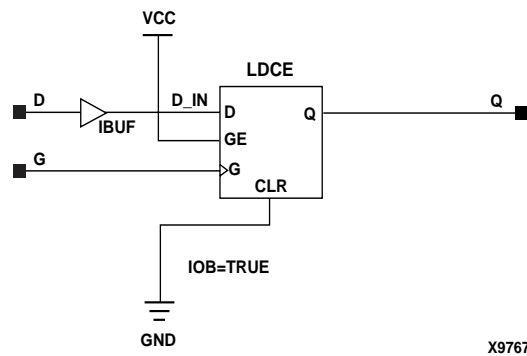 VCC
LDCE
D
D_IN
D
Q
Q
IBUF
GE
G
G
CLR
IOB=TRUE
GND
X9767